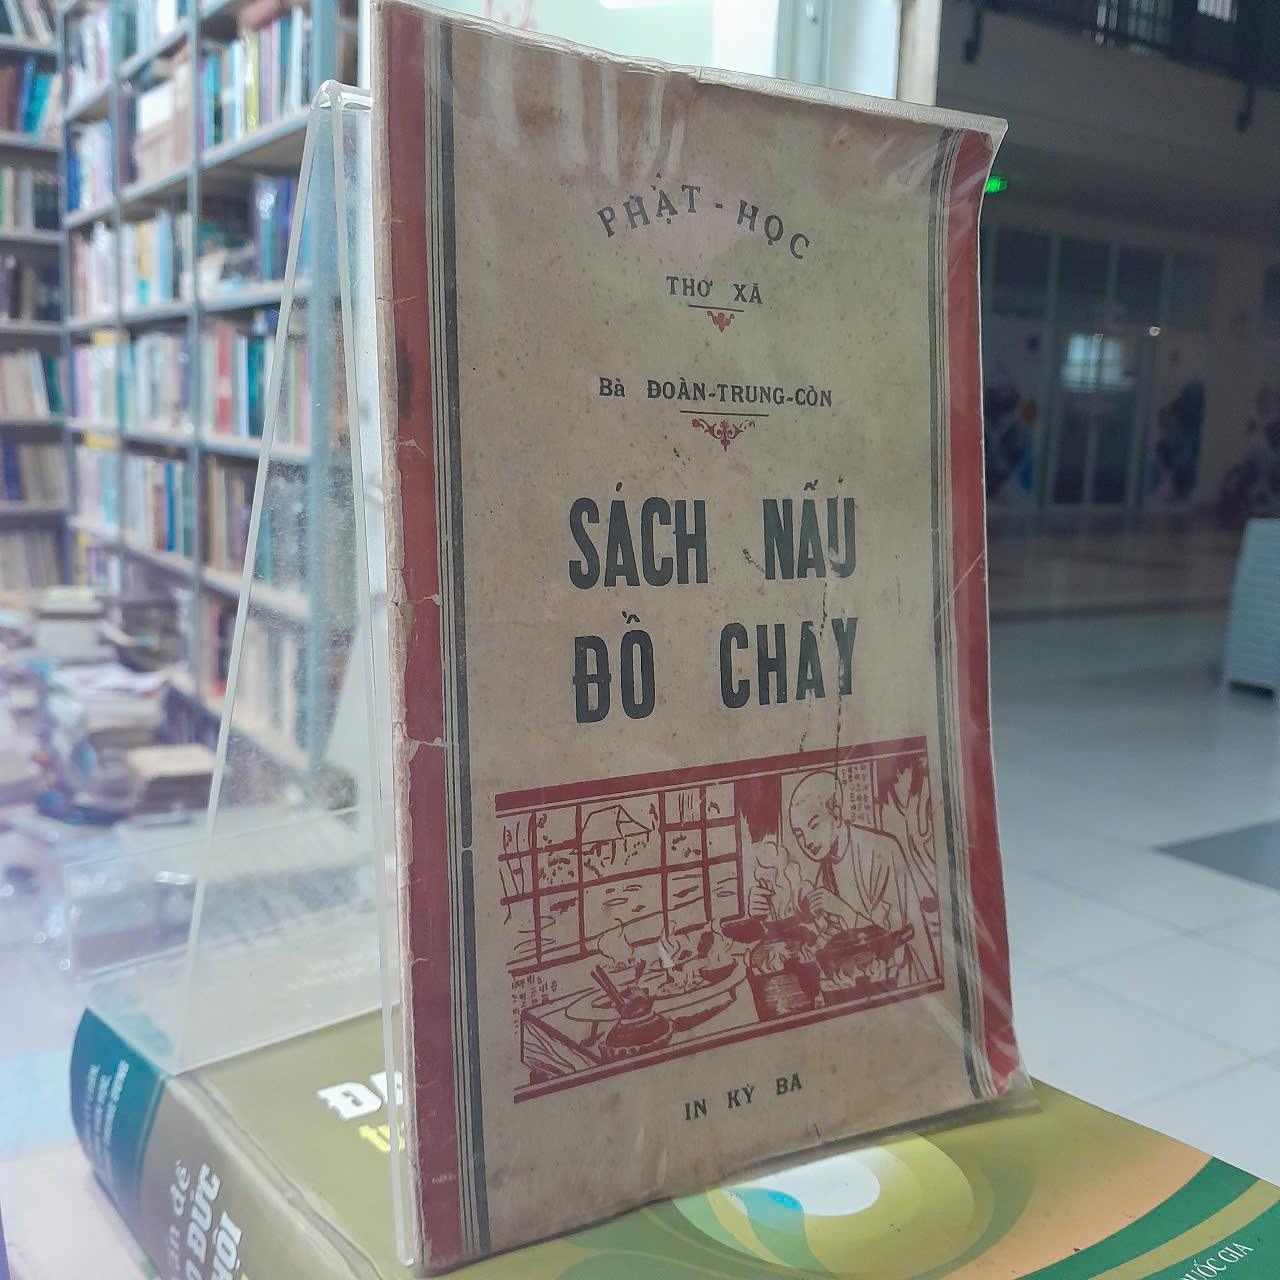 PHẬT - HỌC
THƠ XÃ
Bà ĐOÀN-TRUNG-CÒN
SÁCH NẤU
ĐỒ CHAY
IN KỲ BA